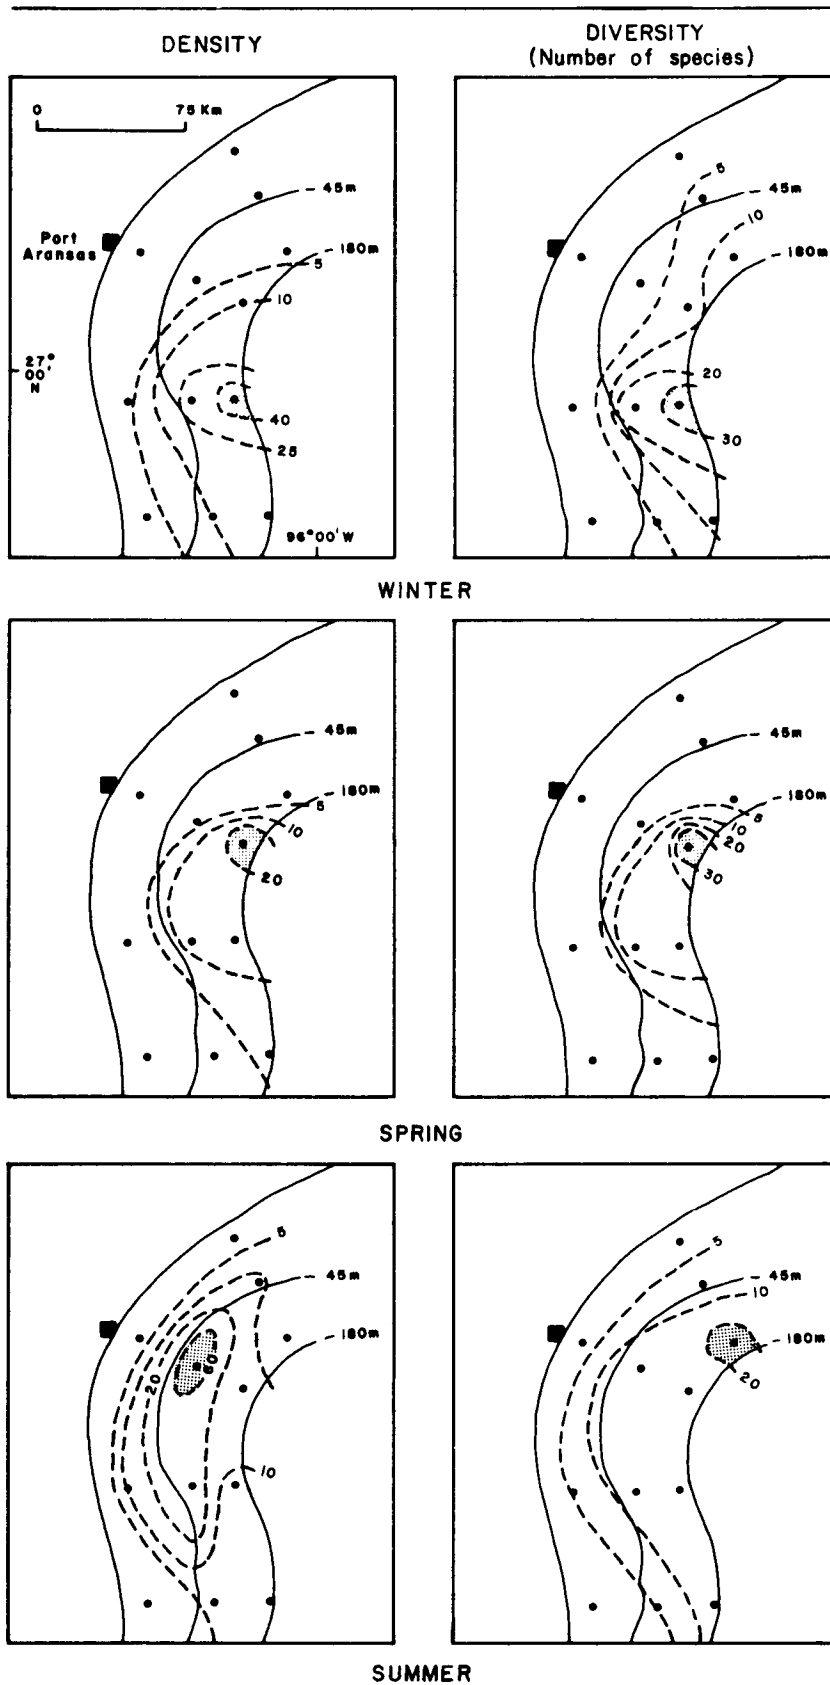 DENSITY
DIVERSITY
(Number of species)
0 75 Km
Port
Aransas
45m
180m
5
10
40
25
27°
00'
N
96°00'W
5
45m
10
180m
20
30
WINTER
45m
180m
5
10
20
45m
180m
5
10
20
30
SPRING
5
45m
180m
20
60
10
5
45m
10
180m
20
SUMMER